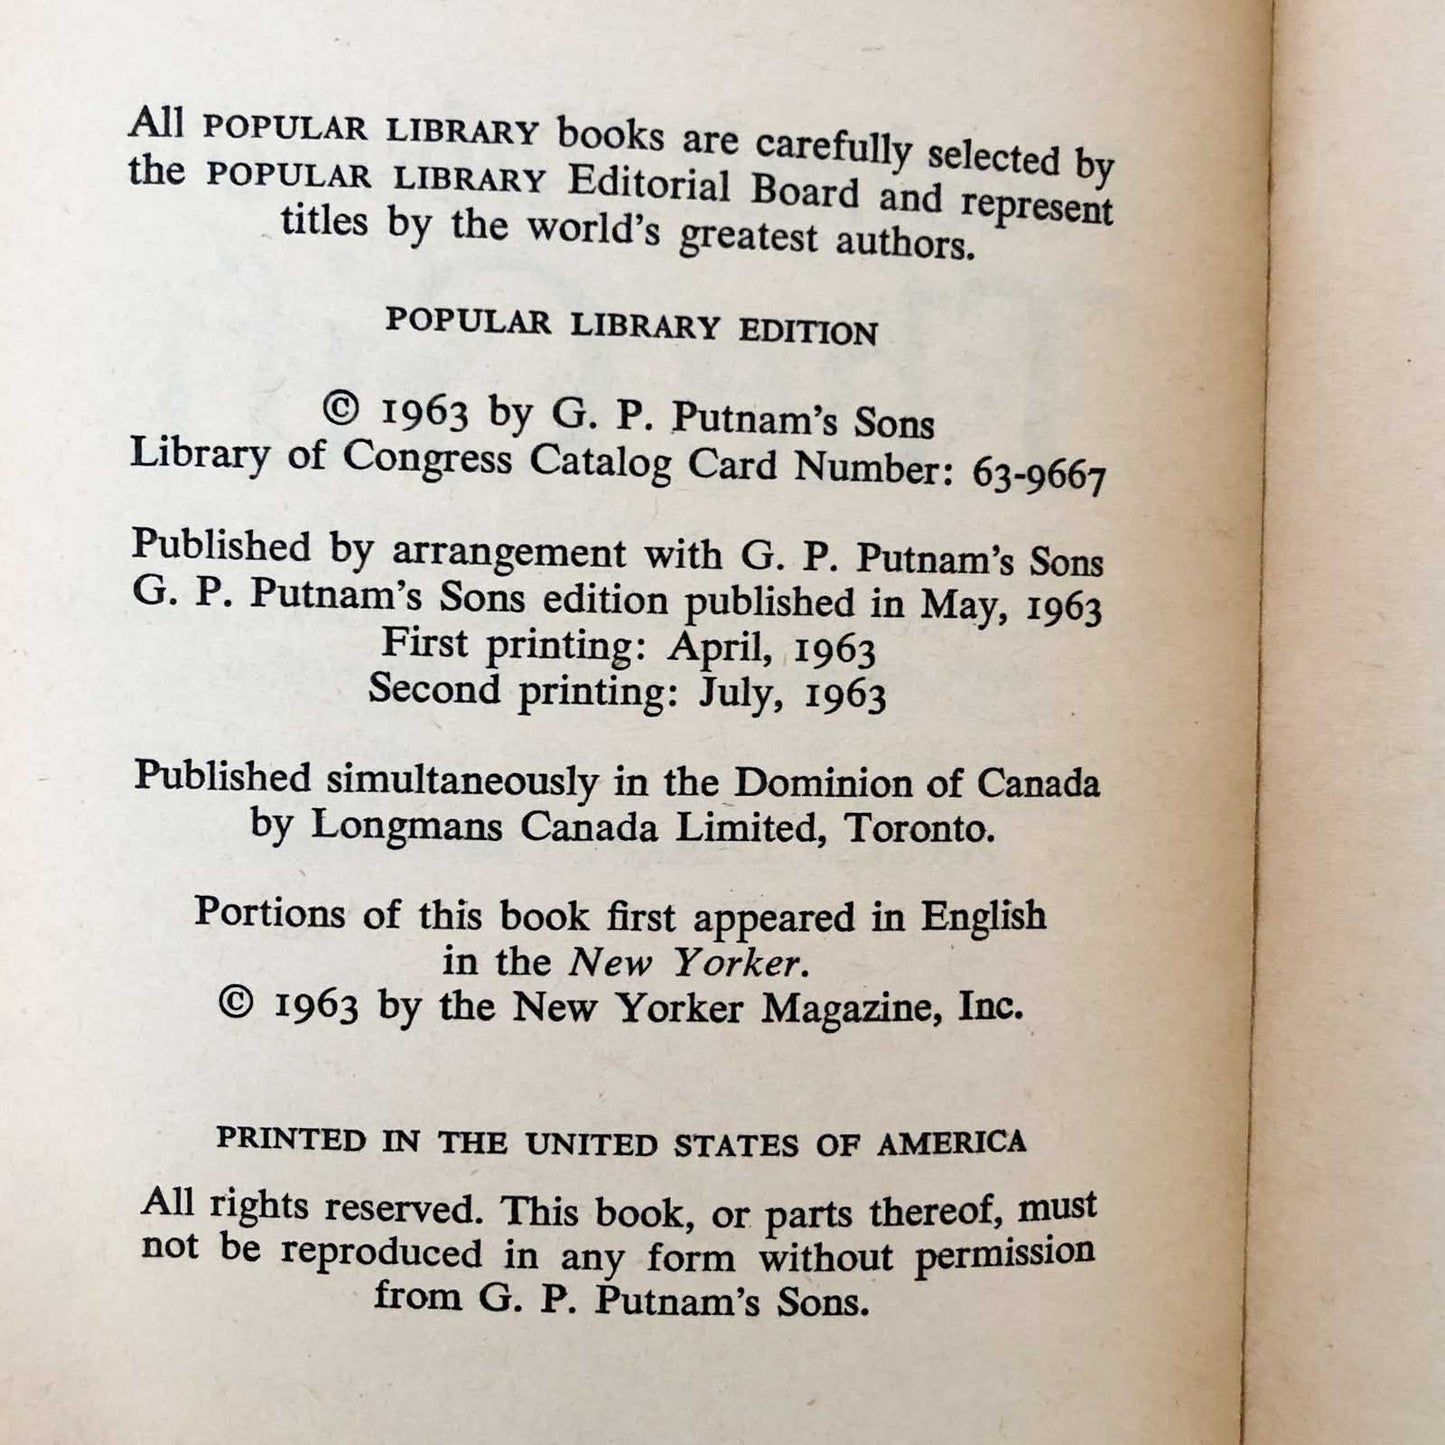 All POPULAR LIBRARY books are carefully selected by
the POPULAR LIBRARY Editorial Board and represent
titles by the world's greatest authors.
POPULAR LIBRARY EDITION
© 1963 by G. P. Putnam's Sons
Library of Congress Catalog Card Number: 63-9667
Published by arrangement with G. P. Putnam's Sons
G. P. Putnam's Sons edition published in May, 1963
First printing: April, 1963
Second printing: July, 1963
Published simultaneously in the Dominion of Canada
by Longmans Canada Limited, Toronto.
Portions of this book first appeared in English
in the New Yorker.
© 1963 by the New Yorker Magazine, Inc.
PRINTED IN THE UNITED STATES OF AMERICA
All rights reserved. This book, or parts thereof, must
not be reproduced in any form without permission
from G. P. Putnam's Sons.